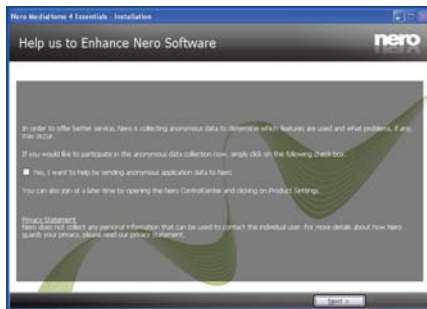 Nero MediaHome 4 Essentials - Installation
Help us to Enhance Nero Software
nero
In order to offer better service, Nero is collecting anonymous data to determine which features are used and what problems, if any,
may occur.
If you would like to participate in the anonymous data collection now, simply click on the following check box.
Yes, I want to help by sending anonymous application data to Nero
You can also join at a later time by opening the Nero ControlCenter and clicking on Product Settings.
Privacy Statement
Nero does not collect any personal information that can be used to contact the individual user. For more details about how Nero
guards your privacy, please read our privacy statement.
Next >